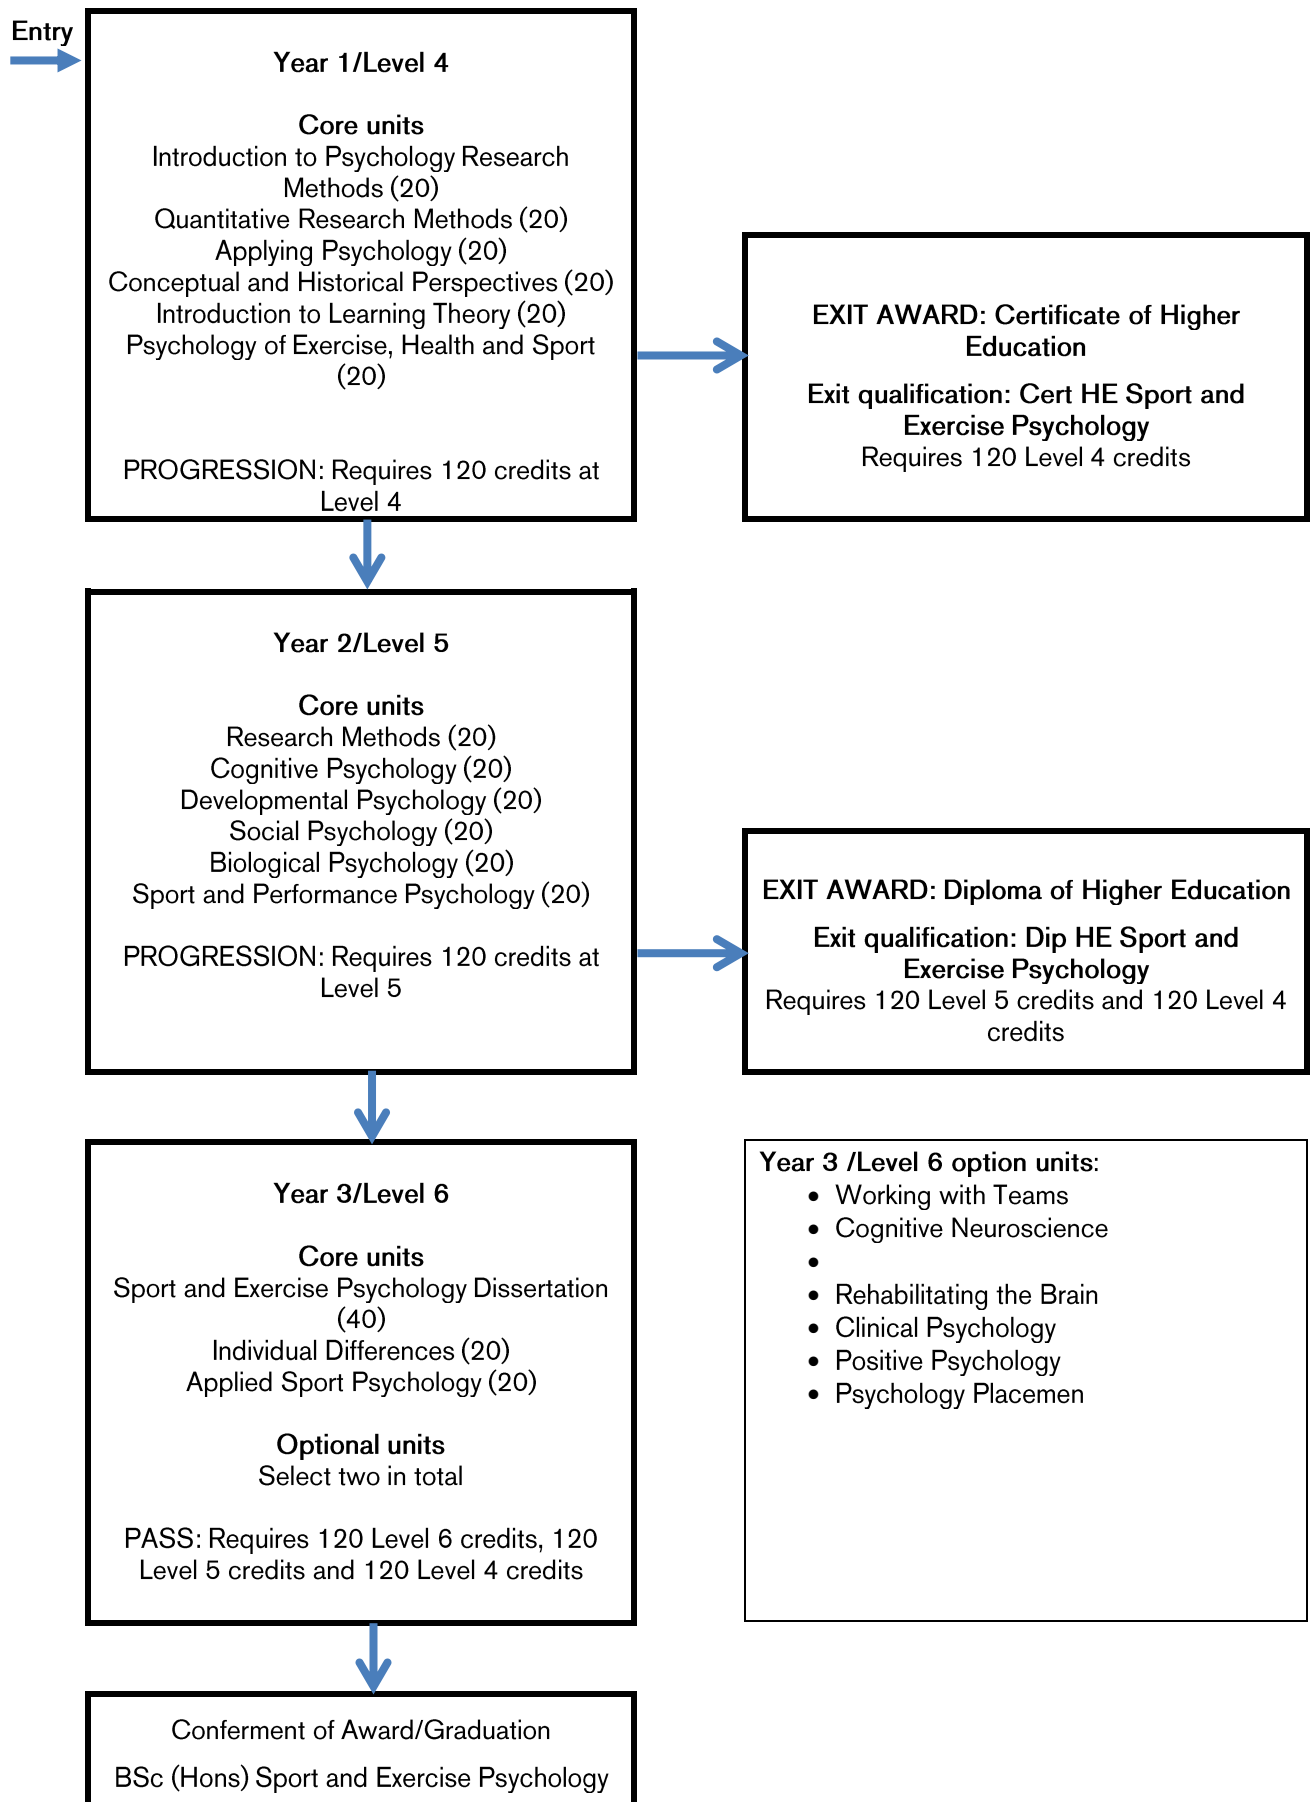 Entry
Year 1/Level 4
Core units
Introduction to Psychology Research
Methods (20)
Quantitative Research Methods (20)
Applying Psychology (20)
Conceptual and Historical Perspectives (20)
Introduction to Learning Theory (20)
Psychology of Exercise, Health and Sport
(20)
PROGRESSION: Requires 120 credits at
Level 4
EXIT AWARD: Certificate of Higher
Education
Exit qualification: Cert HE Sport and
Exercise Psychology
Requires 120 Level 4 credits
Year 2/Level 5
Core units
Research Methods (20)
Cognitive Psychology (20)
Developmental Psychology (20)
Social Psychology (20)
Biological Psychology (20)
Sport and Performance Psychology (20)
PROGRESSION: Requires 120 credits at
Level 5
EXIT AWARD: Diploma of Higher Education
Exit qualification: Dip HE Sport and
Exercise Psychology
Requires 120 Level 5 credits and 120 Level 4
credits
Year 3/Level 6
Core units
Sport and Exercise Psychology Dissertation
(40)
Individual Differences (20)
Applied Sport Psychology (20)
Optional units
Select two in total
PASS: Requires 120 Level 6 credits, 120
Level 5 credits and 120 Level 4 credits
Year 3 /Level 6 option units:
• Working with Teams
• Cognitive Neuroscience
•
• Rehabilitating the Brain
• Clinical Psychology
• Positive Psychology
• Psychology Placemen
Conferment of Award/Graduation
BSc (Hons) Sport and Exercise Psychology